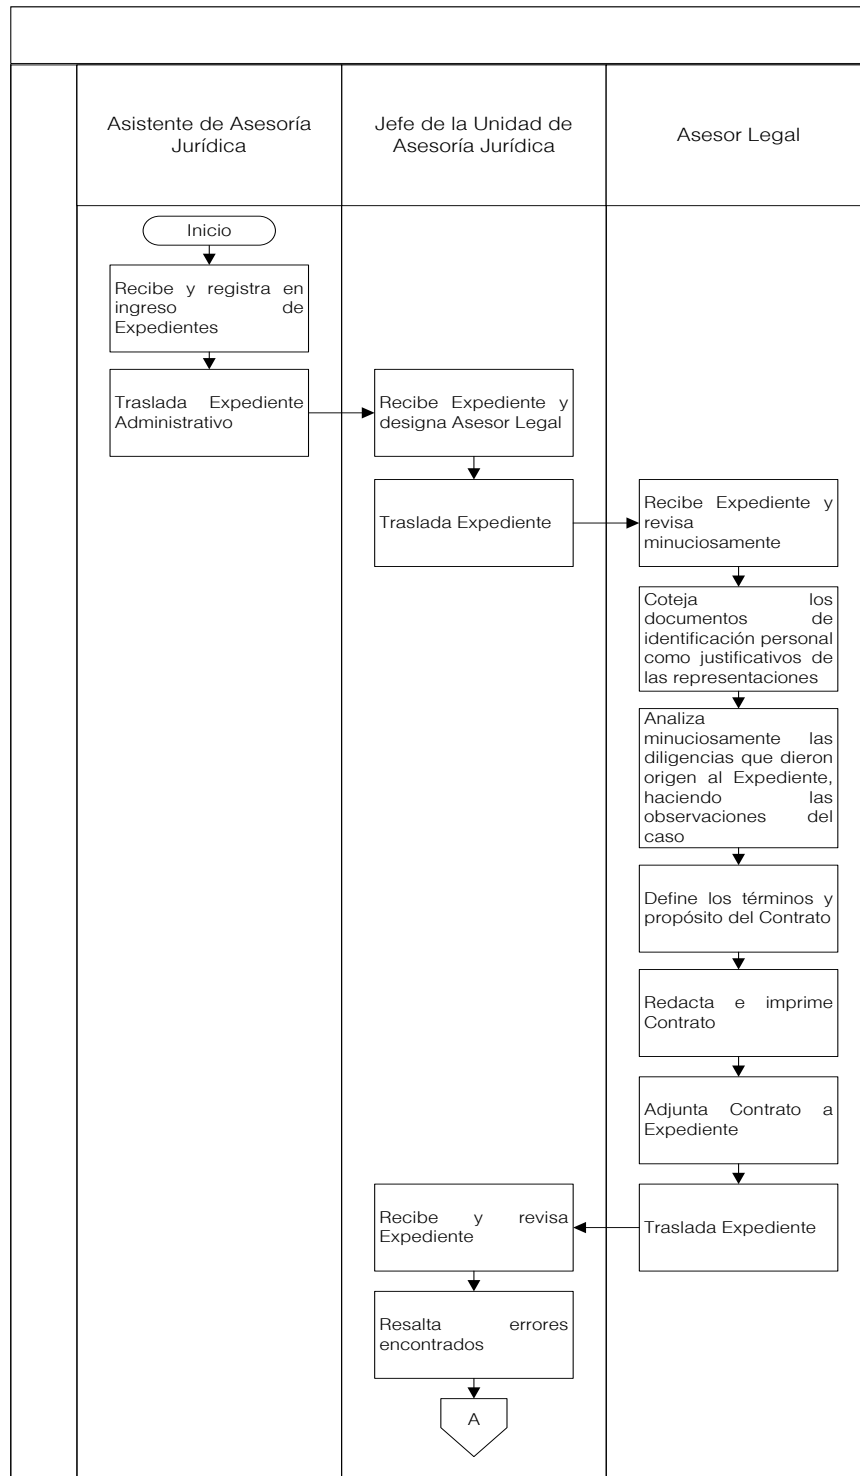 Asistente de Asesoría
Jurídica
Jefe de la Unidad de
Asesoría Jurídica
Asesor Legal
Inicio
Recibe y registra en
ingreso de
Expedientes
Traslada Expediente
Administrativo
Recibe Expediente y
designa Asesor Legal
Traslada Expediente
Recibe Expediente y
revisa
minuciosamente
Coteja los
documentos de
identificación personal
como justificativos de
las representaciones
Analiza
minuciosamente las
diligencias que dieron
origen al Expediente,
haciendo las
observaciones del
caso
Define los términos y
propósito del Contrato
Redacta e imprime
Contrato
Adjunta Contrato a
Expediente
Traslada Expediente
Recibe y revisa
Expediente
Resalta errores
encontrados
A